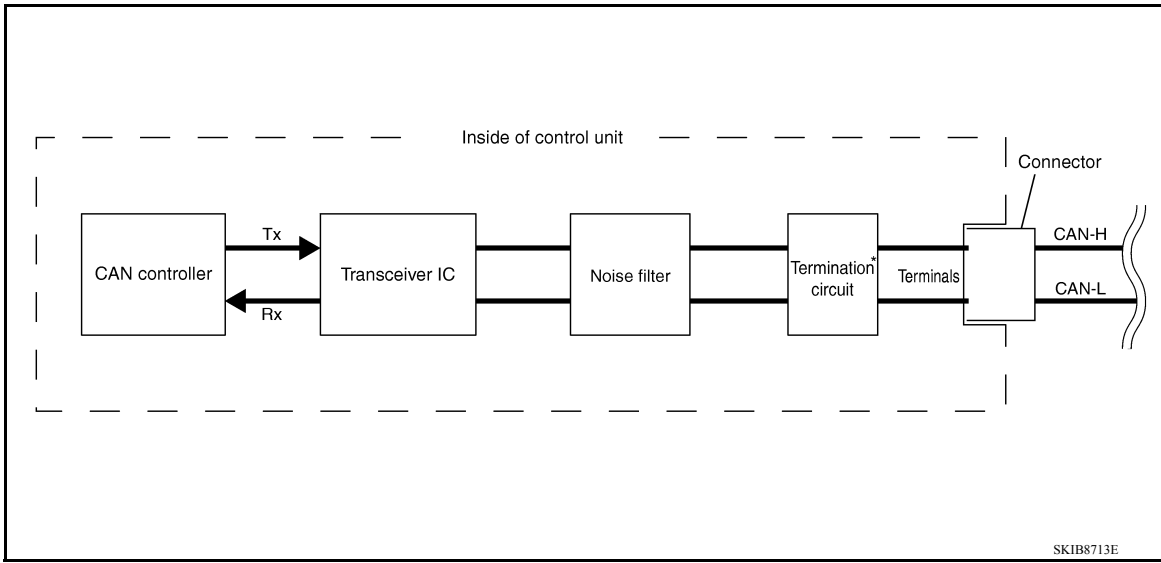 Inside of control unit
Connector
Tx
CAN-H
CAN controller
Transceiver IC
Noise filter
Termination*
circuit
Terminals
Rx
CAN-L
SKIB8713E